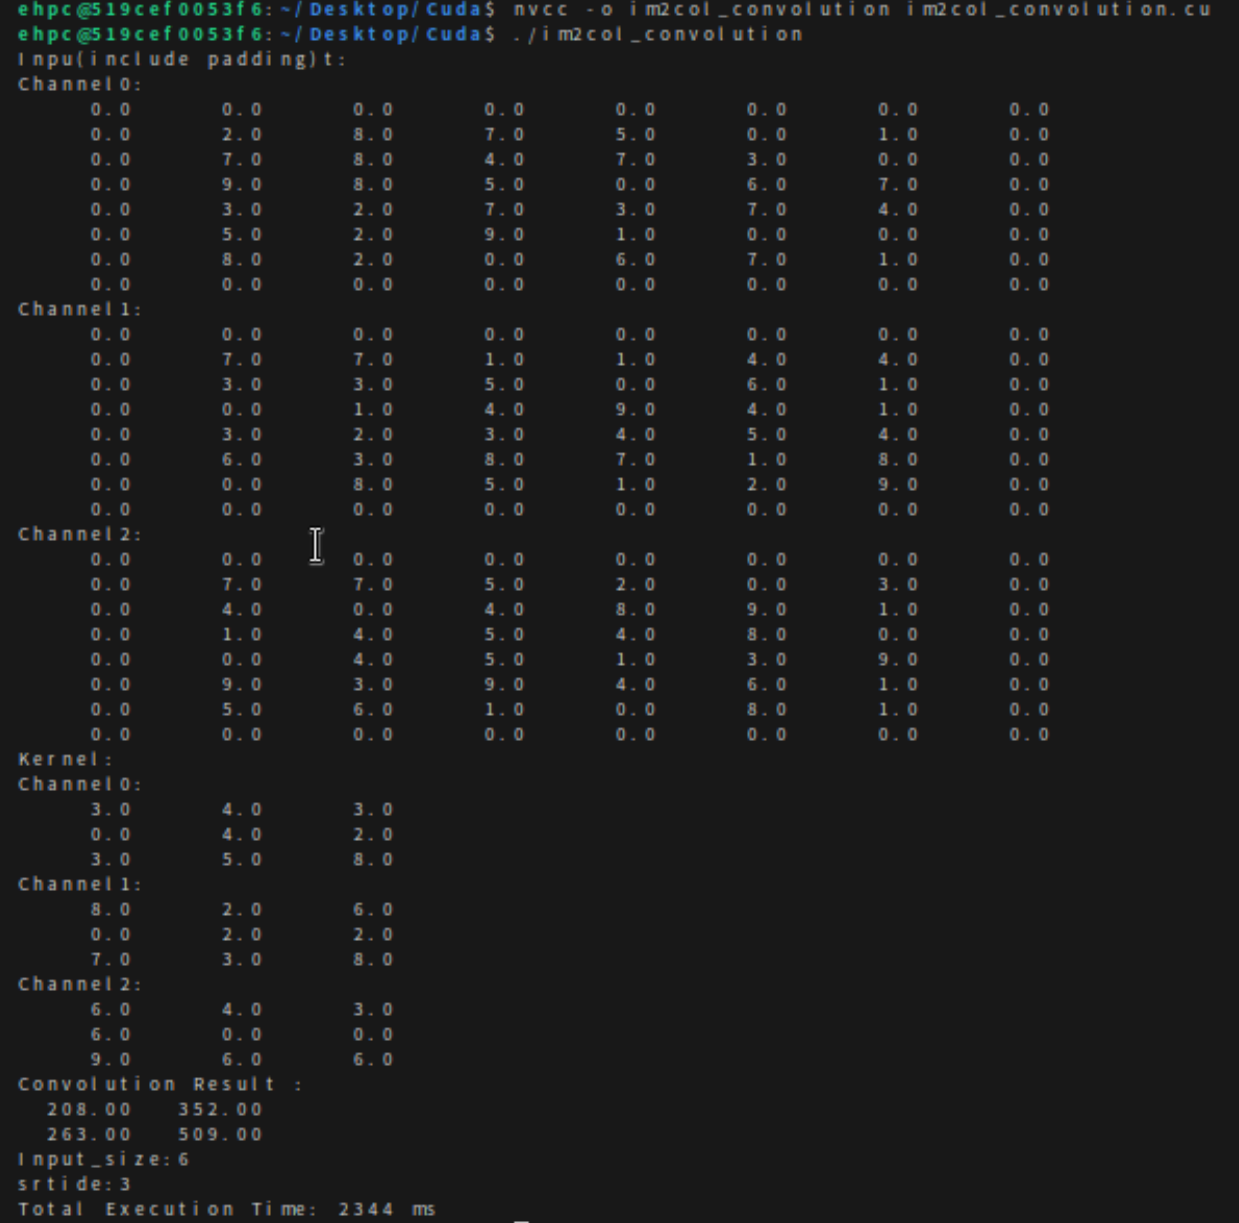 ehpc@519cef0053f6:~/Desktop/Cuda$ nvcc -o im2col_convolution im2col_convolution.cu
ehpc@519cef0053f6:~/Desktop/Cuda$ ./im2col_convolution
Inpu(include padding)t:
Channel0:
0.0 0.0 0.0 0.0 0.0 0.0 0.0 0.0
0.0 2.0 8.0 7.0 5.0 0.0 1.0 0.0
0.0 7.0 8.0 4.0 7.0 3.0 0.0 0.0
0.0 9.0 8.0 5.0 0.0 6.0 7.0 0.0
0.0 3.0 2.0 7.0 3.0 7.0 4.0 0.0
0.0 5.0 2.0 9.0 1.0 0.0 0.0 0.0
0.0 8.0 2.0 0.0 6.0 7.0 1.0 0.0
0.0 0.0 0.0 0.0 0.0 0.0 0.0 0.0
Channel1:
0.0 0.0 0.0 0.0 0.0 0.0 0.0 0.0
0.0 7.0 7.0 1.0 1.0 4.0 4.0 0.0
0.0 3.0 3.0 5.0 0.0 6.0 1.0 0.0
0.0 0.0 1.0 4.0 9.0 4.0 1.0 0.0
0.0 3.0 2.0 3.0 4.0 5.0 4.0 0.0
0.0 6.0 3.0 8.0 7.0 1.0 8.0 0.0
0.0 0.0 8.0 5.0 1.0 2.0 9.0 0.0
0.0 0.0 0.0 0.0 0.0 0.0 0.0 0.0
Channel2:
0.0 0.0 0.0 0.0 0.0 0.0 0.0 0.0
0.0 7.0 7.0 5.0 2.0 0.0 3.0 0.0
0.0 4.0 0.0 4.0 8.0 9.0 1.0 0.0
0.0 1.0 4.0 5.0 4.0 8.0 0.0 0.0
0.0 0.0 4.0 5.0 1.0 3.0 9.0 0.0
0.0 9.0 3.0 9.0 4.0 6.0 1.0 0.0
0.0 5.0 6.0 1.0 0.0 8.0 1.0 0.0
0.0 0.0 0.0 0.0 0.0 0.0 0.0 0.0
Kernel:
Channel0:
3.0 4.0 3.0
0.0 4.0 2.0
3.0 5.0 8.0
Channel1:
8.0 2.0 6.0
0.0 2.0 2.0
7.0 3.0 8.0
Channel2:
6.0 4.0 3.0
6.0 0.0 0.0
9.0 6.0 6.0
Convolution Result :
208.00 352.00
263.00 509.00
Input_size:6
srtide:3
Total Execution Time: 2344 ms